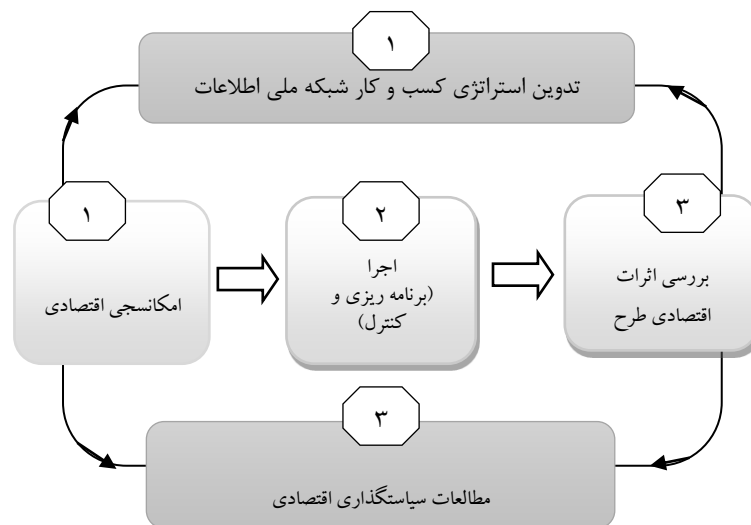 ۱
تدوین استراتژی کسب و کار شبکه ملی اطلاعات
۳
بررسی اثرات
اقتصادی طرح
۲
اجرا
(برنامه ریزی و
کنترل)
۱
امکانسجی اقتصادی
۳
مطالعات سیاستگذاری اقتصادی